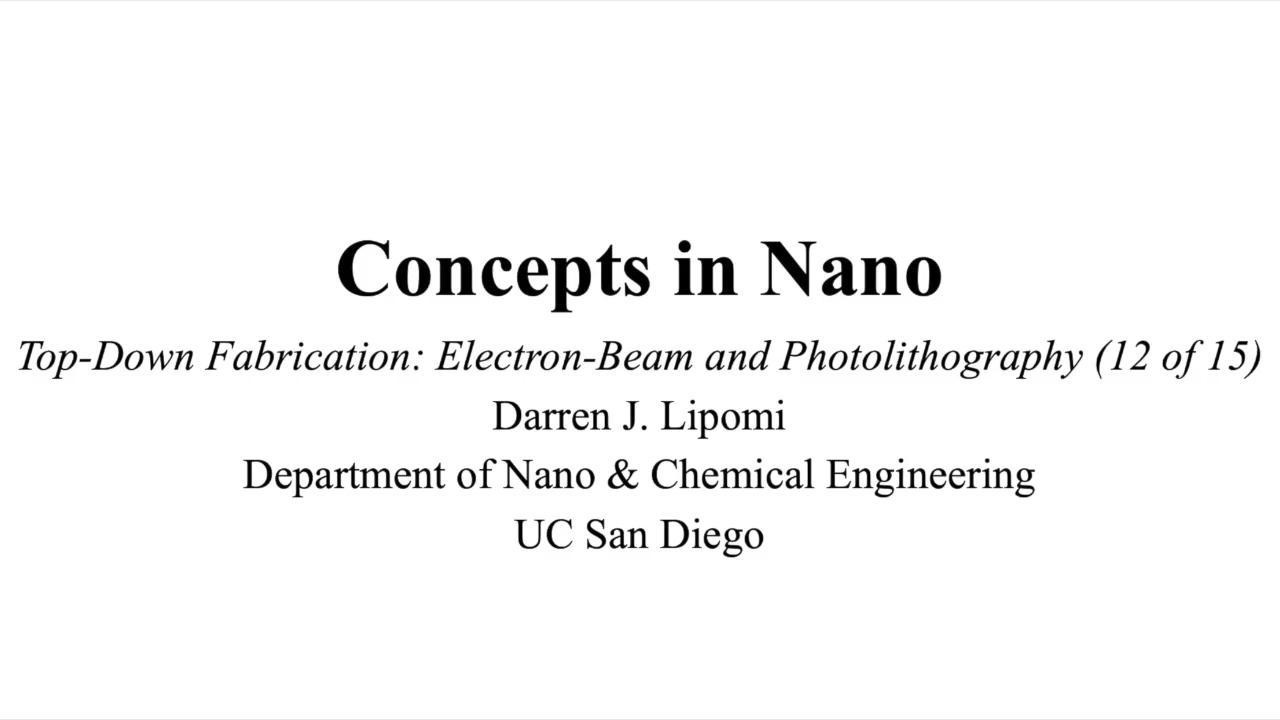 Concepts in Nano
Top-Down Fabrication: Electron-Beam and Photolithography (12 of 15)
Darren J. Lipomi
Department of Nano & Chemical Engineering
UC San Diego